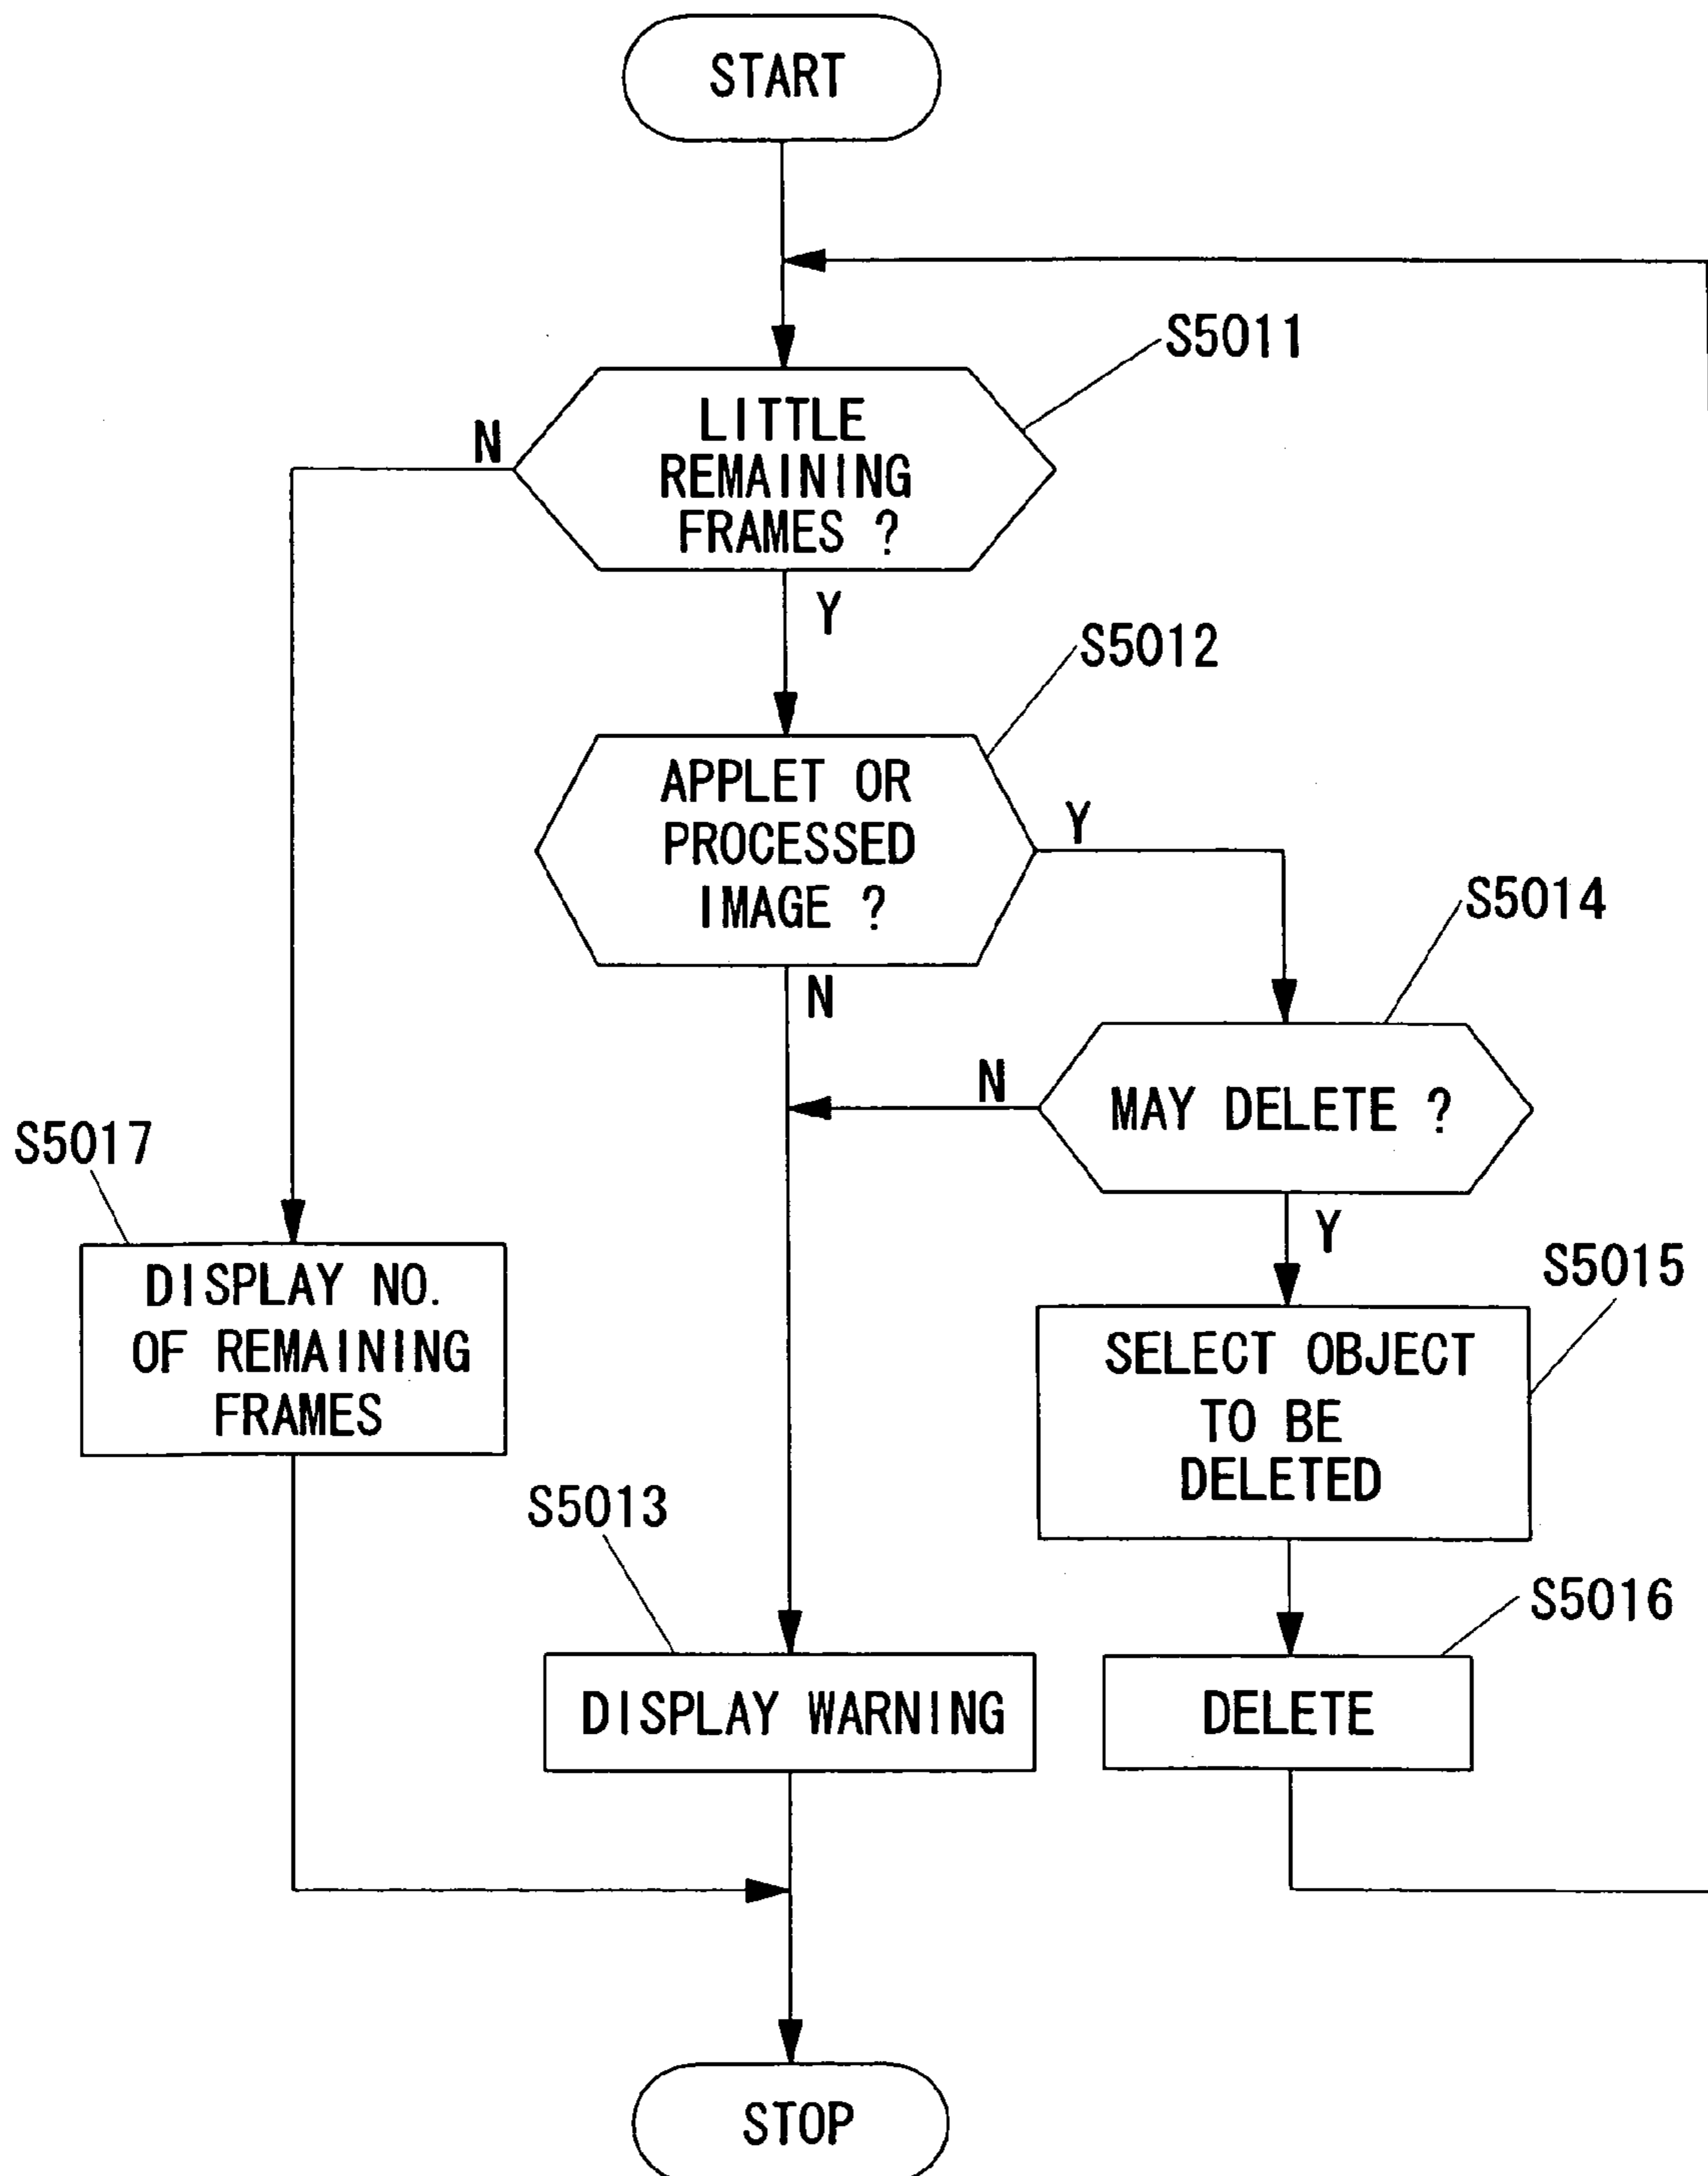 START
S5011
N
LITTLE
REMAINING
FRAMES ?
Y
S5012
APPLET OR
PROCESSED
IMAGE ?
Y
S5014
N
N
MAY DELETE ?
Y
S5017
DISPLAY NO.
OF REMAINING
FRAMES
S5015
SELECT OBJECT
TO BE
DELETED
S5013
S5016
DISPLAY WARNING
DELETE
STOP